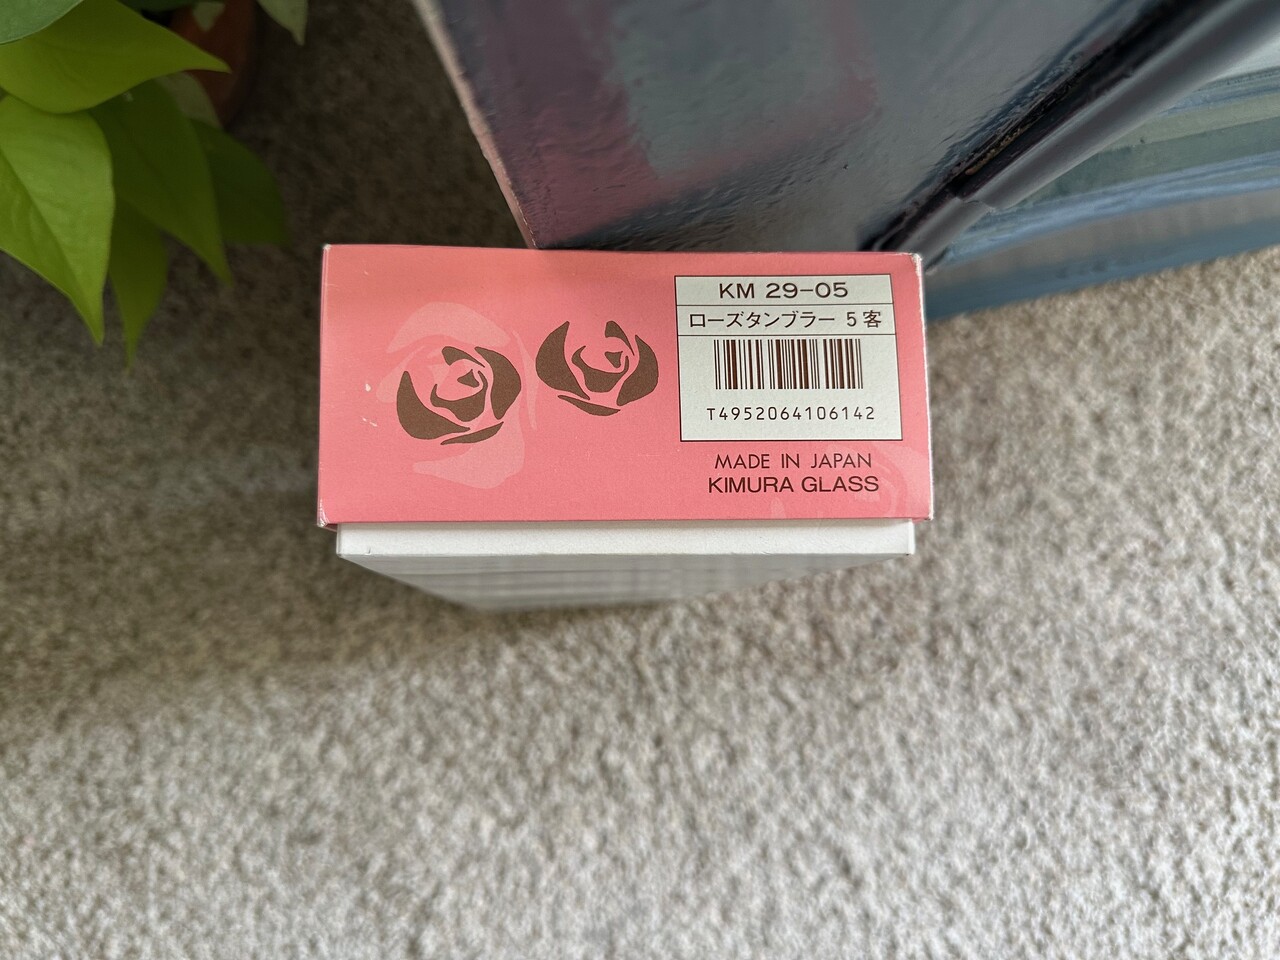 KM 29-05
ローズタンブラー 5客
T4952064106142
MADE IN JAPAN
KIMURA GLASS